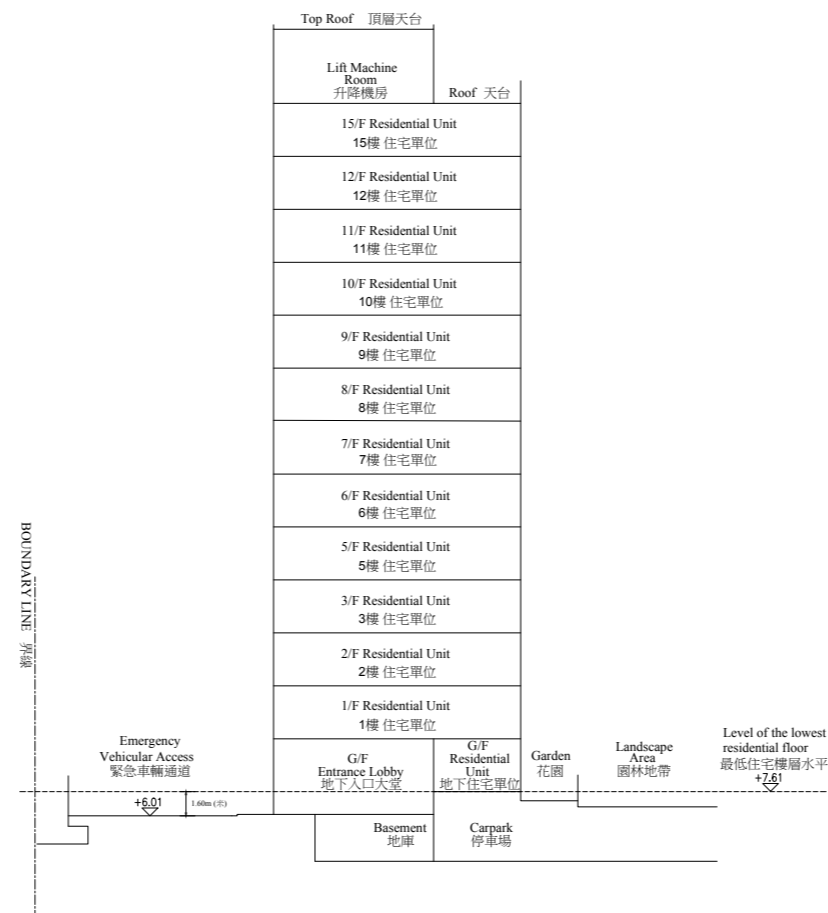 Top Roof 頂層天台
Lift Machine
Room
升降機房
Roof 天台
15/F Residential Unit
15樓 住宅單位
12/F Residential Unit
12樓 住宅單位
11/F Residential Unit
11樓 住宅單位
10/F Residential Unit
10樓 住宅單位
9/F Residential Unit
9樓 住宅單位
8/F Residential Unit
8樓 住宅單位
7/F Residential Unit
7樓 住宅單位
6/F Residential Unit
6樓 住宅單位
5/F Residential Unit
5樓 住宅單位
3/F Residential Unit
3樓 住宅單位
2/F Residential Unit
2樓 住宅單位
1/F Residential Unit
1樓 住宅單位
BOUNDARY LINE 界線
Emergency
Vehicular Access
緊急車輛通道
G/F
Entrance Lobby
地下入口大堂
G/F
Residential
Unit
地下住宅單位
Garden
花園
Landscape
Area
園林地帶
Level of the lowest
residential floor
最低住宅樓層水平
+7.61
+6.01
1.60m (米)
Basement
地庫
Carpark
停車場